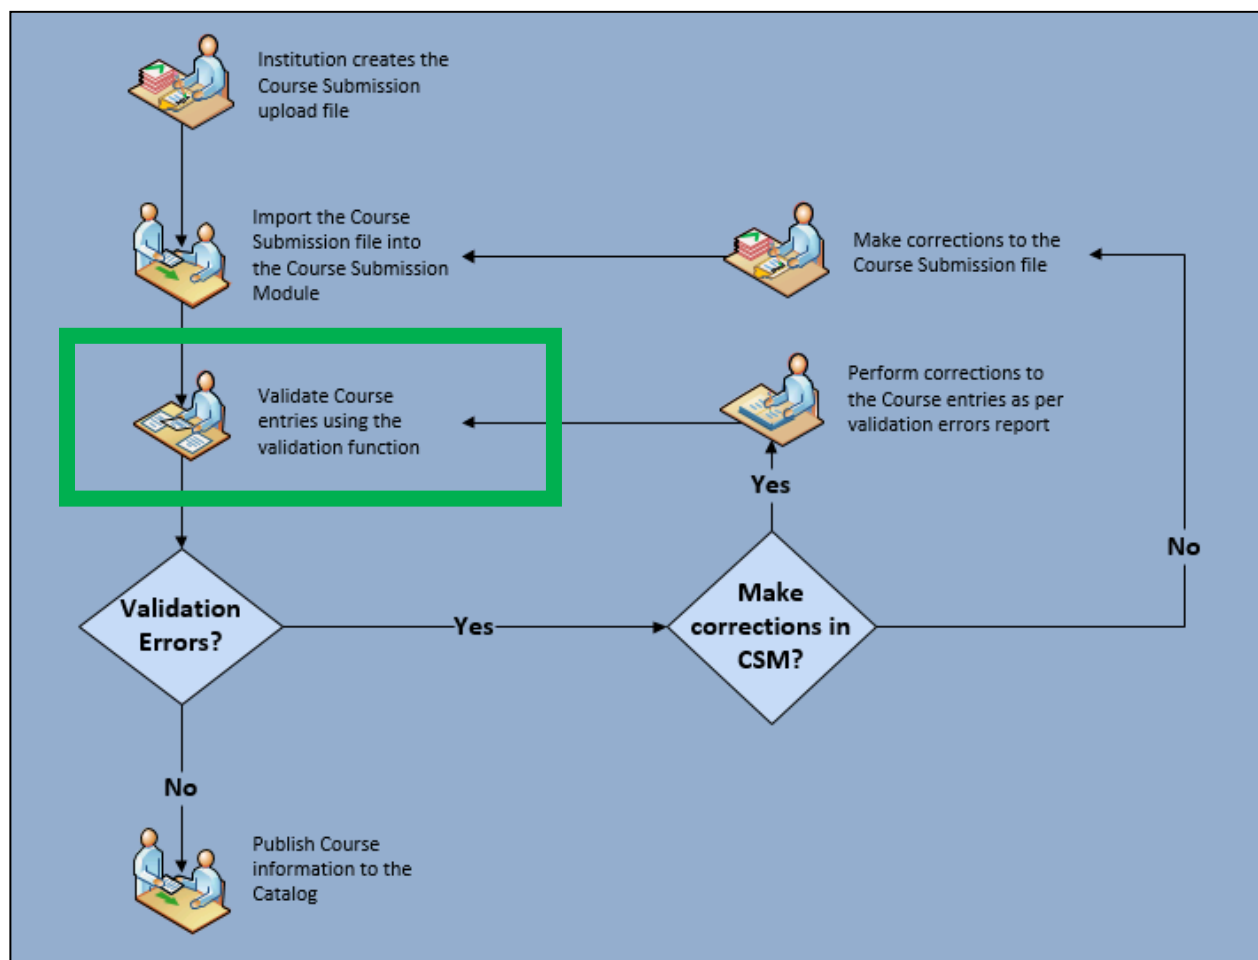 Institution creates the
Course Submission
upload file
Import the Course
Submission file into
the Course Submission
Module
Make corrections to the
Course Submission file
Validate Course
entries using the
validation function
Perform corrections to
the Course entries as per
validation errors report
Yes
No
Validation
Errors?
Yes
Make
corrections in
CSM?
No
Publish Course
information to the
Catalog